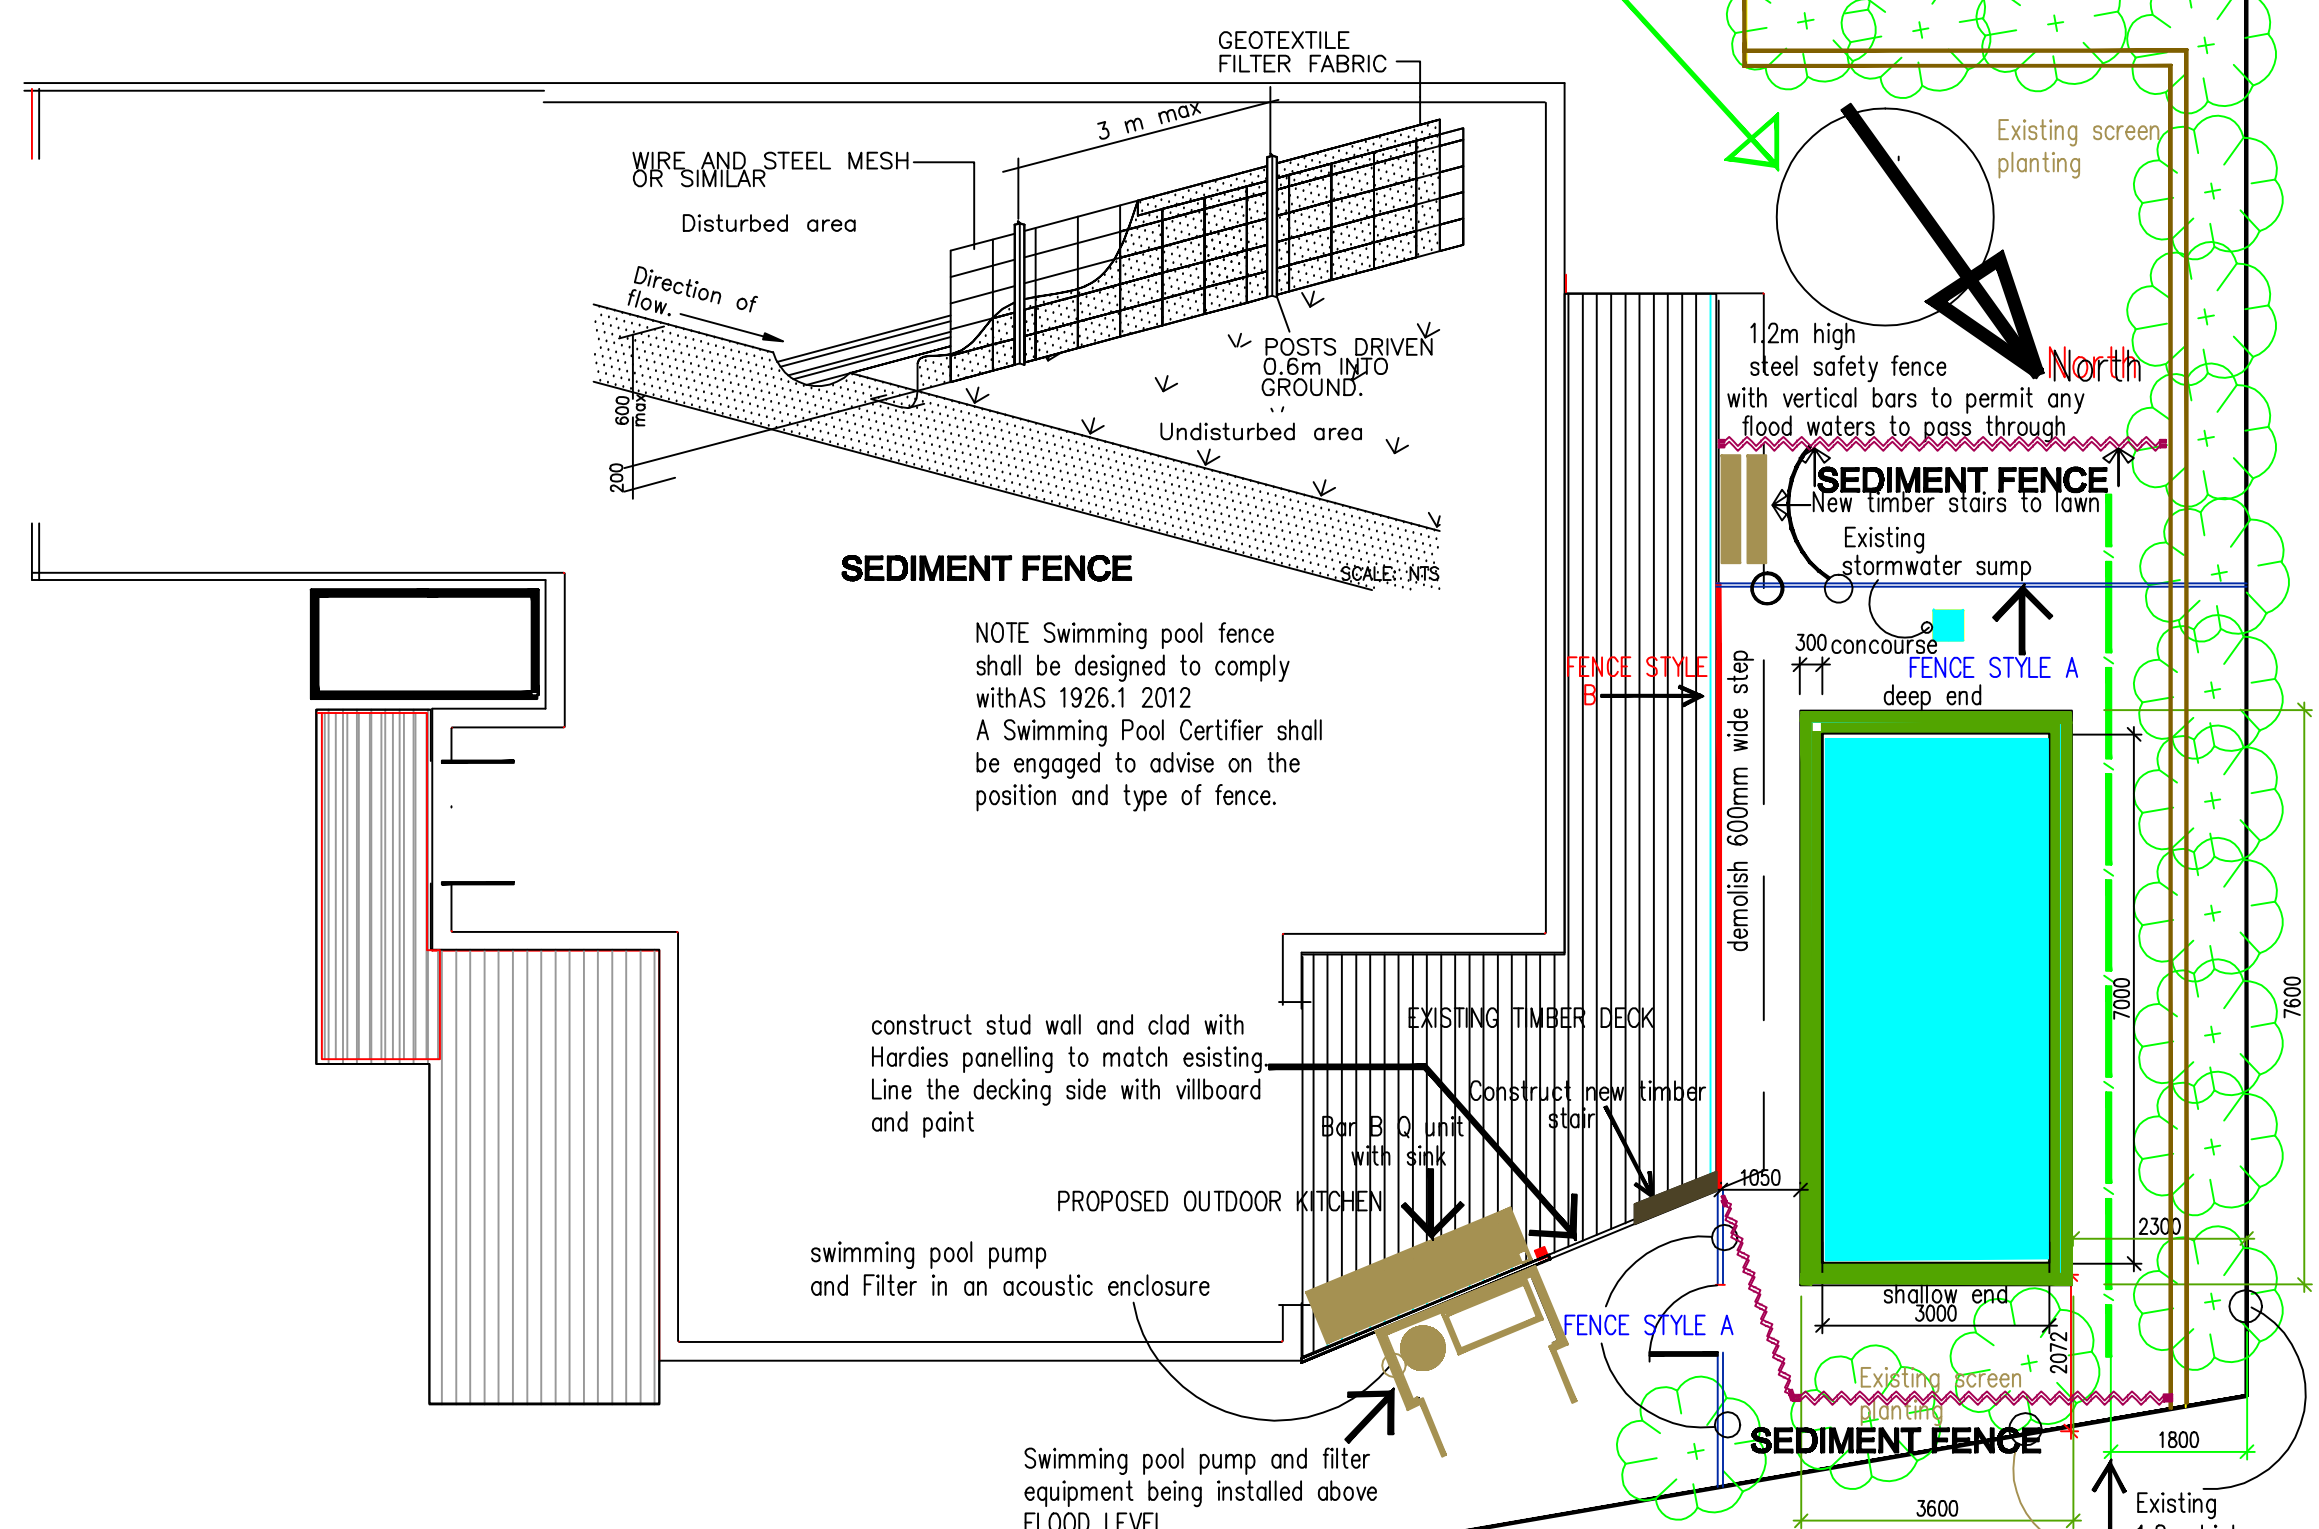 GEOTEXTILE
FILTER FABRIC
3 m max
WIRE AND STEEL MESH
OR SIMILAR
Disturbed area
Direction of
flow.
600
max
200
POSTS DRIVEN
0.6m INTO
GROUND.
Undisturbed area
SEDIMENT FENCE
SCALE: NTS
NOTE Swimming pool fence
shall be designed to comply
withAS 1926.1 2012
A Swimming Pool Certifier shall
be engaged to advise on the
position and type of fence.
Existing screen
planting
North
North
1.2m high
steel safety fence
with vertical bars to permit any
flood waters to pass through
SEDIMENT FENCE
New timber stairs to lawn
Existing
stormwater sump
300
concourse
FENCE STYLE A
deep end
FENCE STYLE
B
demolish 600mm wide step
7000
7600
construct stud wall and clad with
Hardies panelling to match esisting.
Line the decking side with villboard
and paint
EXISTING TIMBER DECK
Construct new timber
stair
Bar B Q unit
with sink
PROPOSED OUTDOOR KITCHEN
1050
2300
swimming pool pump
and Filter in an acoustic enclosure
shallow end
3000
FENCE STYLE A
2072
Existing screen
planting
SEDIMENT FENCE
1800
Swimming pool pump and filter
equipment being installed above
FLOOD LEVEL
3600
Existing